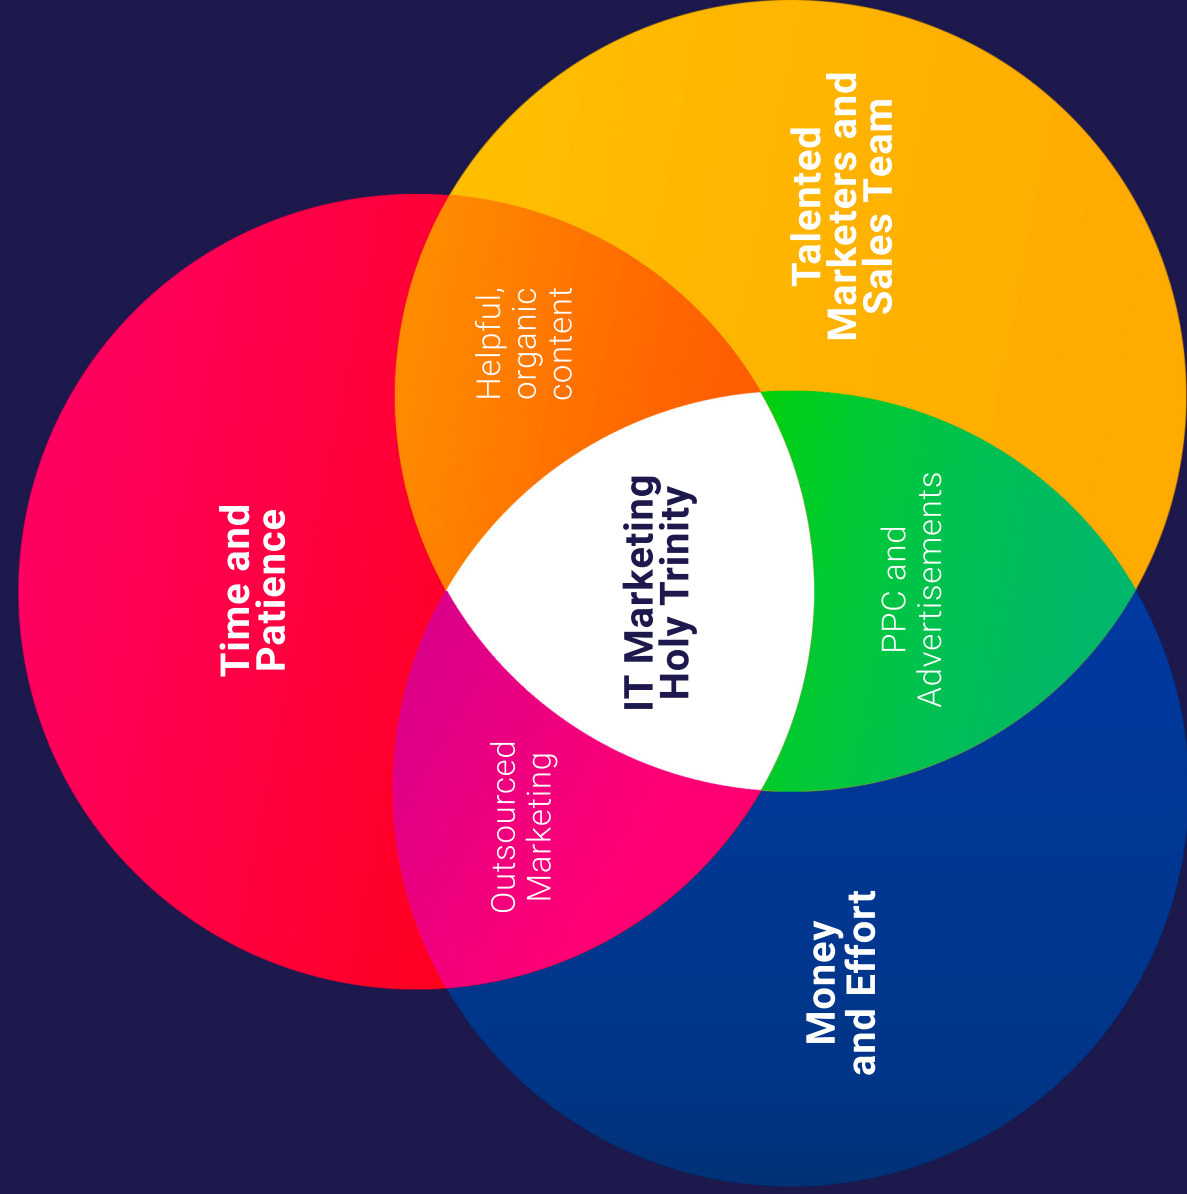 Time and
Patience
Outsourced
Marketing
Helpful,
organic
content
IT Marketing
Holy Trinity
Money
and Effort
Talented
Marketers and
Sales Team
PPC and
Advertisements